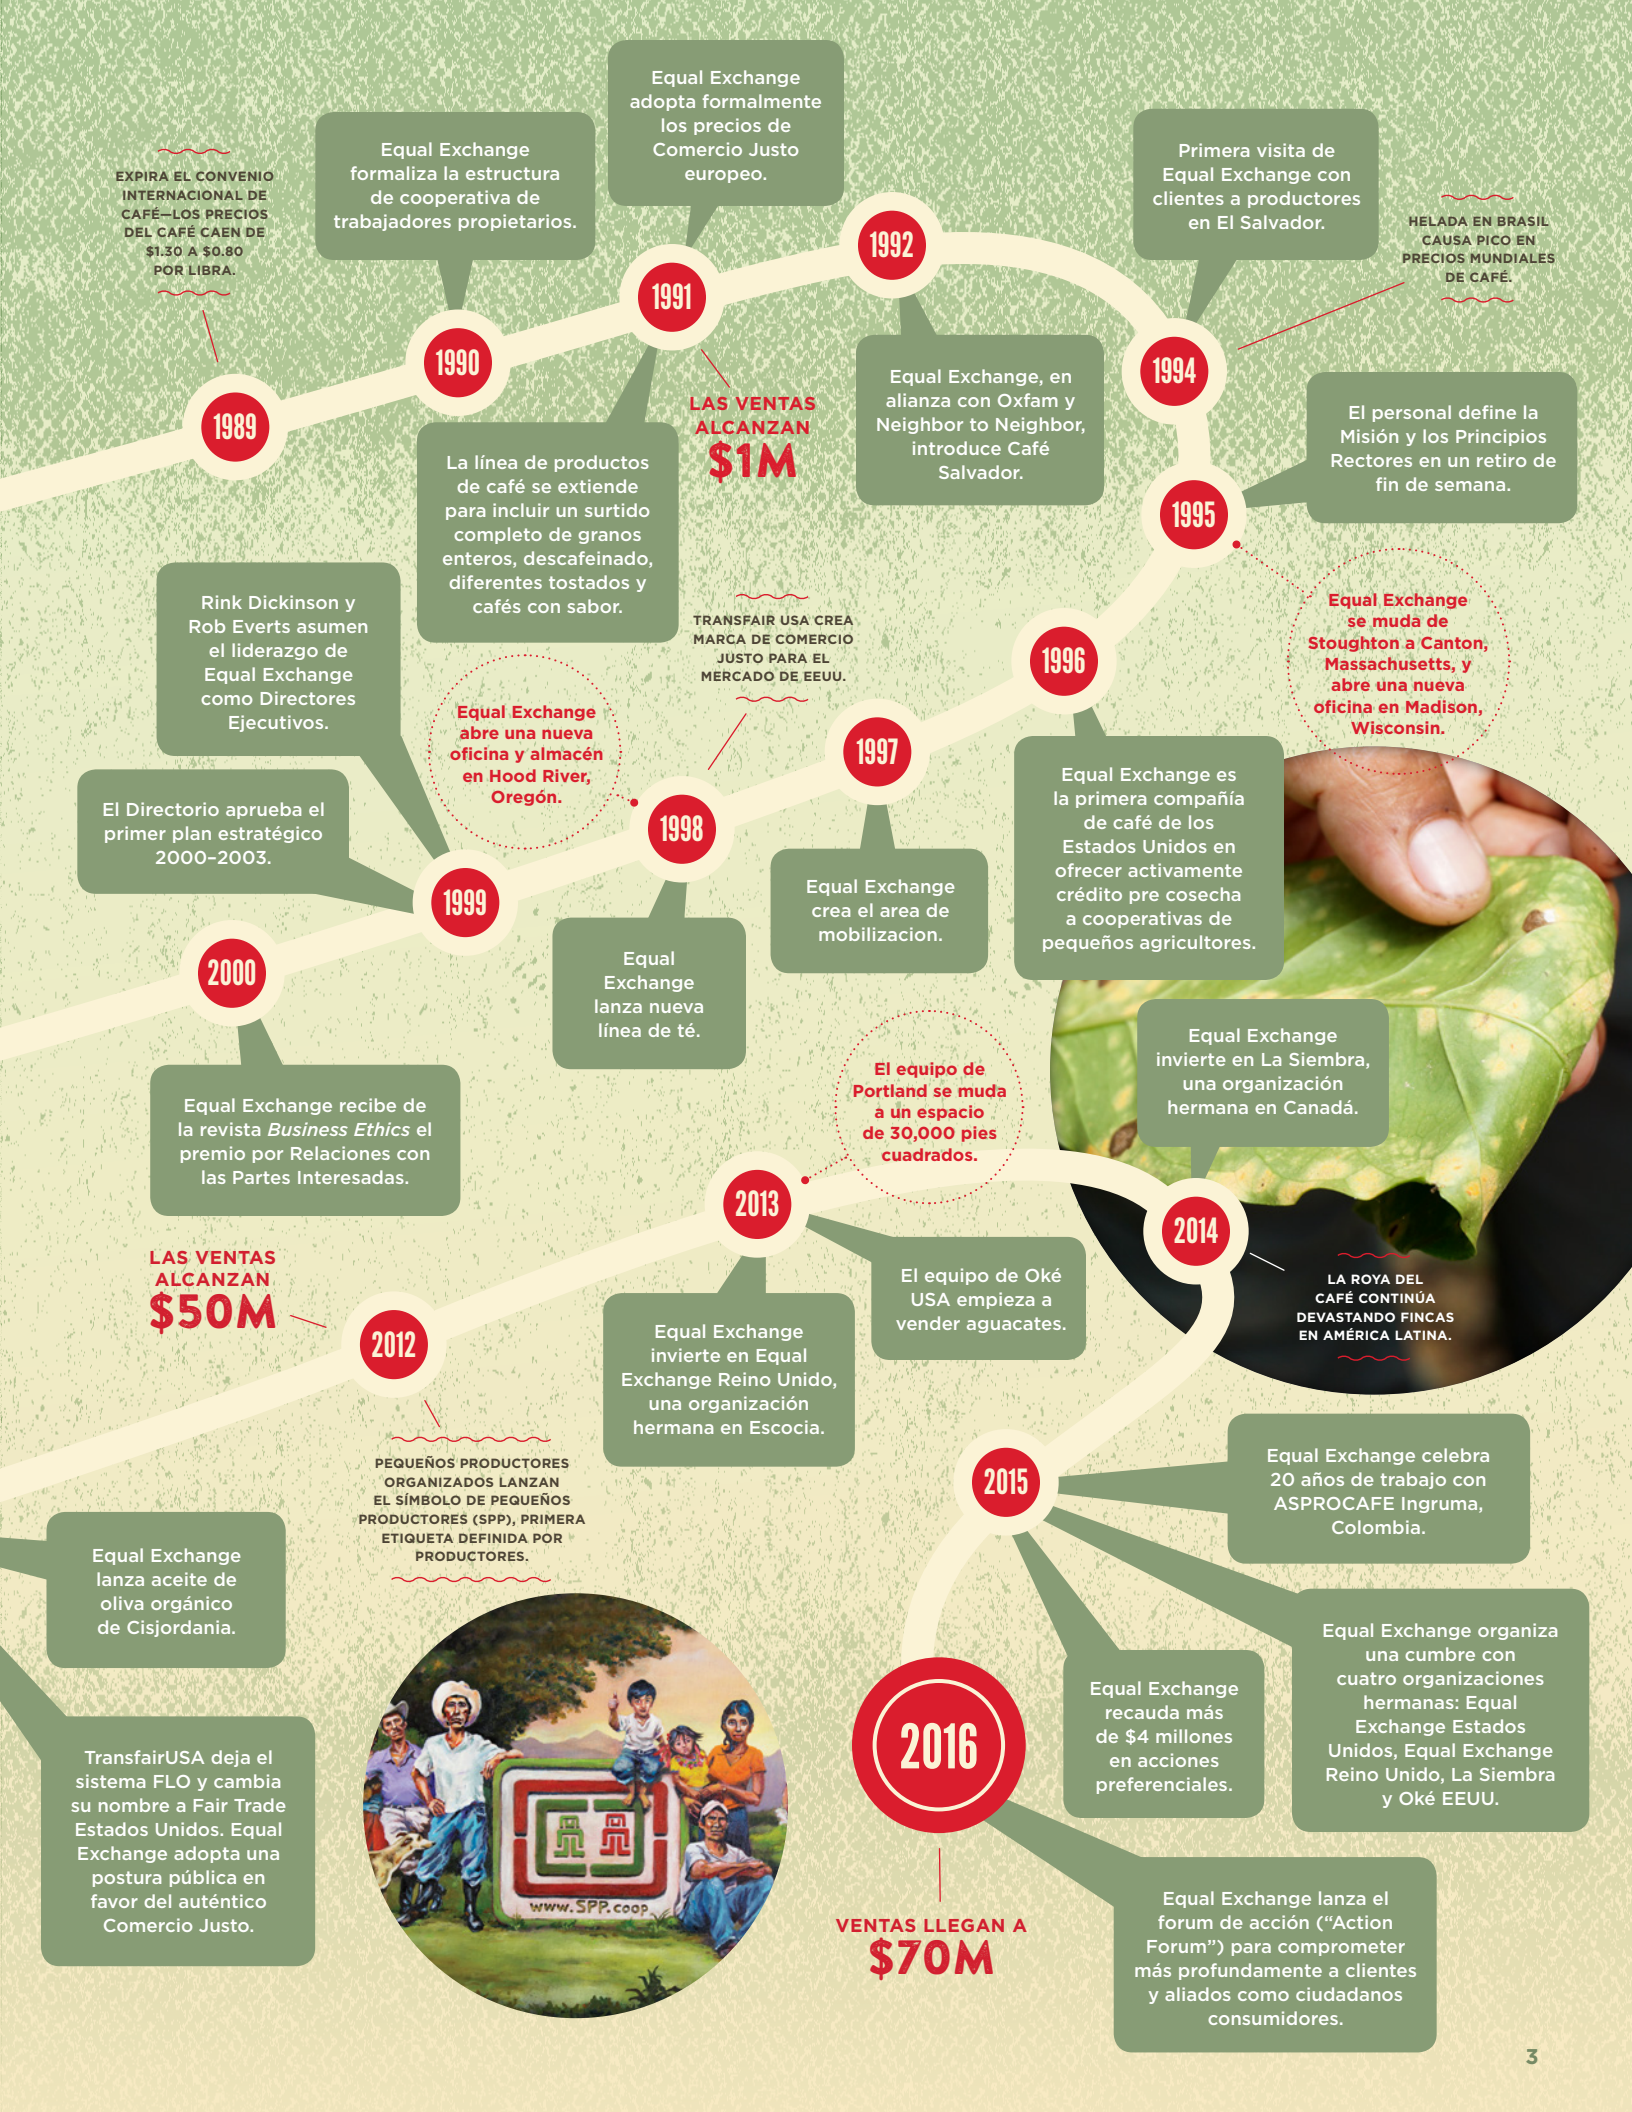 EXPIRA EL CONVENIO
INTERNACIONAL DE
CAFÉ—LOS PRECIOS
DEL CAFÉ CAEN DE
$1.30 A $0.80
POR LIBRA.
1989
Equal Exchange
formaliza la estructura
de cooperativa de
trabajadores propietarios.
1990
Equal Exchange
adopta formalmente
los precios de
Comercio Justo
europeo.
1991
La línea de productos
de café se extiende
para incluir un surtido
completo de granos
enteros, descafeinado,
diferentes tostados y
cafés con sabor.
LAS VENTAS
ALCANZAN
$1M
1992
Equal Exchange, en
alianza con Oxfam y
Neighbor to Neighbor,
introduce Café
Salvador.
Primera visita de
Equal Exchange con
clientes a productores
en El Salvador.
1994
HELADA EN BRASIL
CAUSA PICO EN
PRECIOS MUNDIALES
DE CAFÉ.
El personal define la
Misión y los Principios
Rectores en un retiro de
fin de semana.
1995
Equal Exchange
se muda de
Stoughton a Canton,
Massachusetts, y
abre una nueva
oficina en Madison,
Wisconsin.
1996
Equal Exchange es
la primera compañía
de café de los
Estados Unidos en
ofrecer activamente
crédito pre cosecha
a cooperativas de
pequeños agricultores.
1997
Equal Exchange
crea el area de
mobilizacion.
TRANSFAIR USA CREA
MARCA DE COMERCIO
JUSTO PARA EL
MERCADO DE EEUU.
Equal Exchange
abre una nueva
oficina y almacén
en Hood River,
Oregón.
1998
Equal
Exchange
lanza nueva
línea de té.
Rink Dickinson y
Rob Everts asumen
el liderazgo de
Equal Exchange
como Directores
Ejecutivos.
El Directorio aprueba el
primer plan estratégico
2000–2003.
1999
2000
Equal Exchange recibe de
la revista Business Ethics el
premio por Relaciones con
las Partes Interesadas.
LAS VENTAS
ALCANZAN
$50M
2012
PEQUEÑOS PRODUCTORES
ORGANIZADOS LANZAN
EL SÍMBOLO DE PEQUEÑOS
PRODUCTORES (SPP), PRIMERA
ETIQUETA DEFINIDA POR
PRODUCTORES.
Equal Exchange
lanza aceite de
oliva orgánico
de Cisjordania.
TransfairUSA deja el
sistema FLO y cambia
su nombre a Fair Trade
Estados Unidos. Equal
Exchange adopta una
postura pública en
favor del auténtico
Comercio Justo.
www.SPP.coop
El equipo de
Portland se muda
a un espacio
de 30,000 pies
cuadrados.
2013
Equal Exchange
invierte en Equal
Exchange Reino Unido,
una organización
hermana en Escocia.
El equipo de Oké
USA empieza a
vender aguacates.
Equal Exchange
invierte en La Siembra,
una organización
hermana en Canadá.
2014
LA ROYA DEL
CAFÉ CONTINÚA
DEVASTANDO FINCAS
EN AMÉRICA LATINA.
2015
Equal Exchange celebra
20 años de trabajo con
ASPROCAFE Ingruma,
Colombia.
Equal Exchange organiza
una cumbre con
cuatro organizaciones
hermanas: Equal
Exchange Estados
Unidos, Equal Exchange
Reino Unido, La Siembra
y Oké EEUU.
Equal Exchange
recauda más
de $4 millones
en acciones
preferenciales.
2016
VENTAS LLEGAN A
$70M
Equal Exchange lanza el
forum de acción (“Action
Forum”) para comprometer
más profundamente a clientes
y aliados como ciudadanos
consumidores.
3